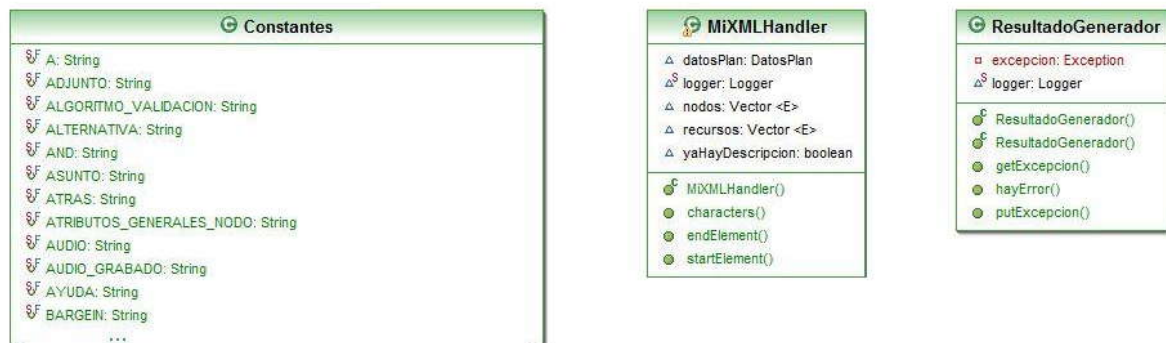 Constantes
A: String
ADJUNTO: String
ALGORITMO_VALIDACION: String
ALTERNATIVA: String
AND: String
ASUNTO: String
ATRAS: String
ATRIBUTOS_GENERALES_NODO: String
AUDIO: String
AUDIO_GRABADO: String
AYUDA: String
BARGEIN: String
...
MiXMLHandler
datosPlan: DatosPlan
logger: Logger
nodos: Vector <E>
recursos: Vector <E>
yaHayDescripcion: boolean
MiXMLHandler()
characters()
endElement()
startElement()
ResultadoGenerador
excepcion: Exception
logger: Logger
ResultadoGenerador()
ResultadoGenerador()
getExcepcion()
hayError()
putExcepcion()